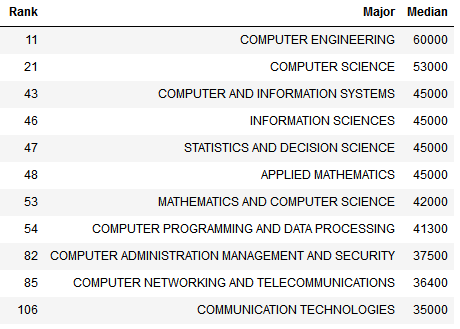 Rank Major Median
11 COMPUTER ENGINEERING 60000
21 COMPUTER SCIENCE 53000
43 COMPUTER AND INFORMATION SYSTEMS 45000
46 INFORMATION SCIENCES 45000
47 STATISTICS AND DECISION SCIENCE 45000
48 APPLIED MATHEMATICS 45000
53 MATHEMATICS AND COMPUTER SCIENCE 42000
54 COMPUTER PROGRAMMING AND DATA PROCESSING 41300
82 COMPUTER ADMINISTRATION MANAGEMENT AND SECURITY 37500
85 COMPUTER NETWORKING AND TELECOMMUNICATIONS 36400
106 COMMUNICATION TECHNOLOGIES 35000